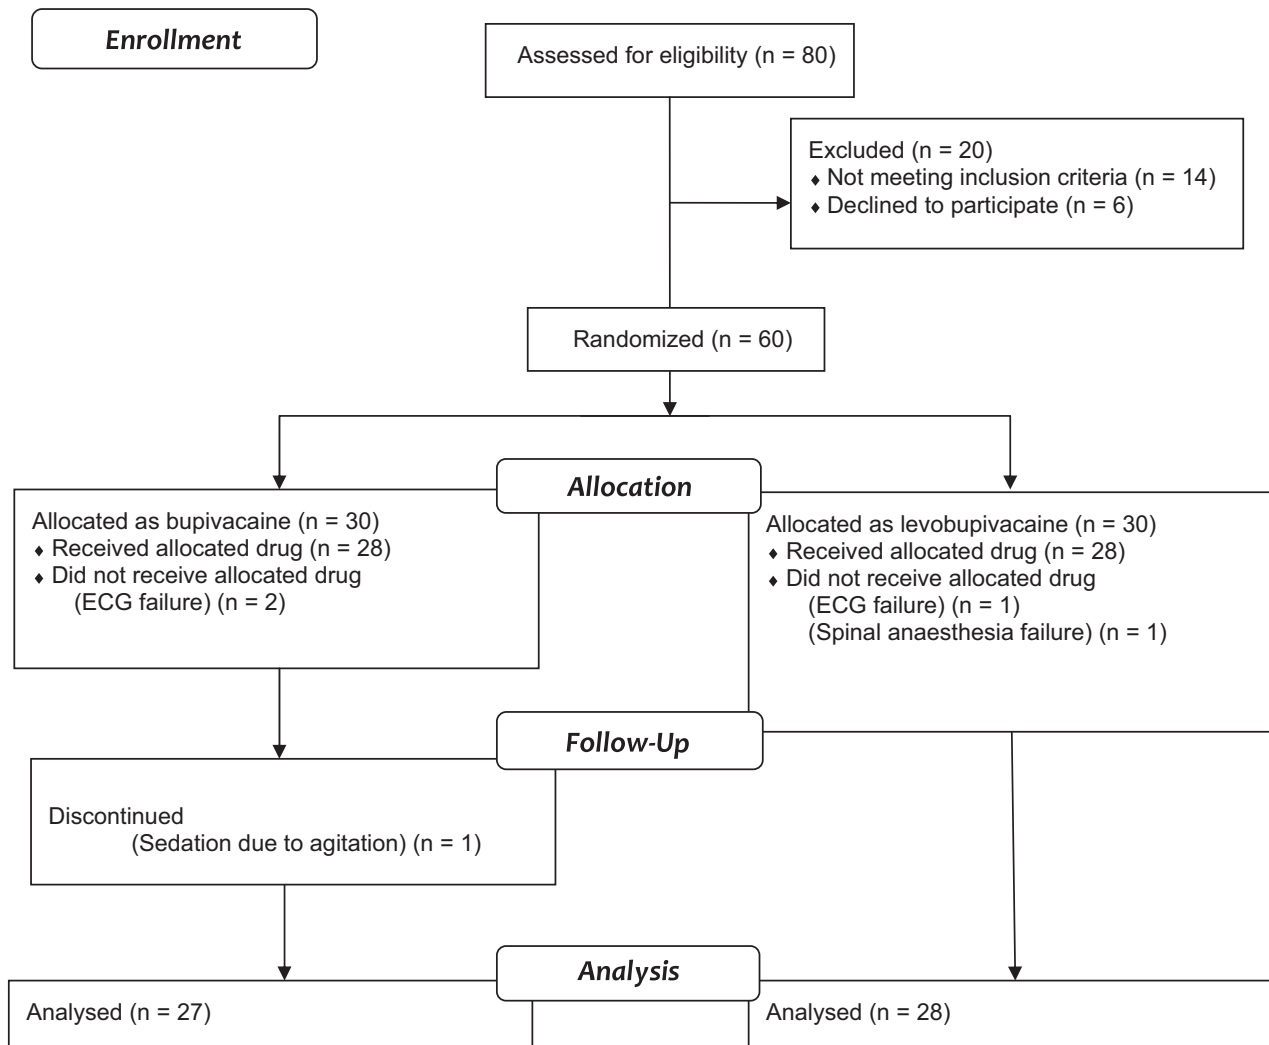 Enrollment
Assessed for eligibility (n = 80)
Excluded (n = 20)
♦ Not meeting inclusion criteria (n = 14)
♦ Declined to participate (n = 6)
Randomized (n = 60)
Allocation
Allocated as bupivacaine (n = 30)
♦ Received allocated drug (n = 28)
♦ Did not receive allocated drug
(ECG failure) (n = 2)
Allocated as levobupivacaine (n = 30)
♦ Received allocated drug (n = 28)
♦ Did not receive allocated drug
(ECG failure) (n = 1)
(Spinal anaesthesia failure) (n = 1)
Follow-Up
Discontinued
(Sedation due to agitation) (n = 1)
Analysis
Analysed (n = 27)
Analysed (n = 28)